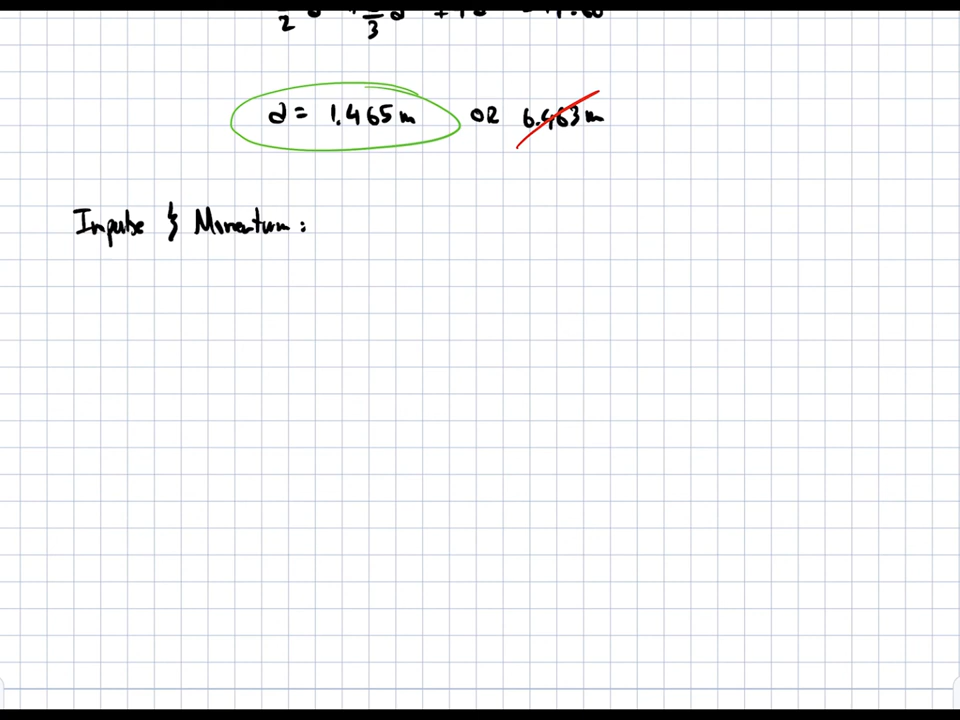 d = 1.465 m OR 6.463 m
Impulse & Momentum :